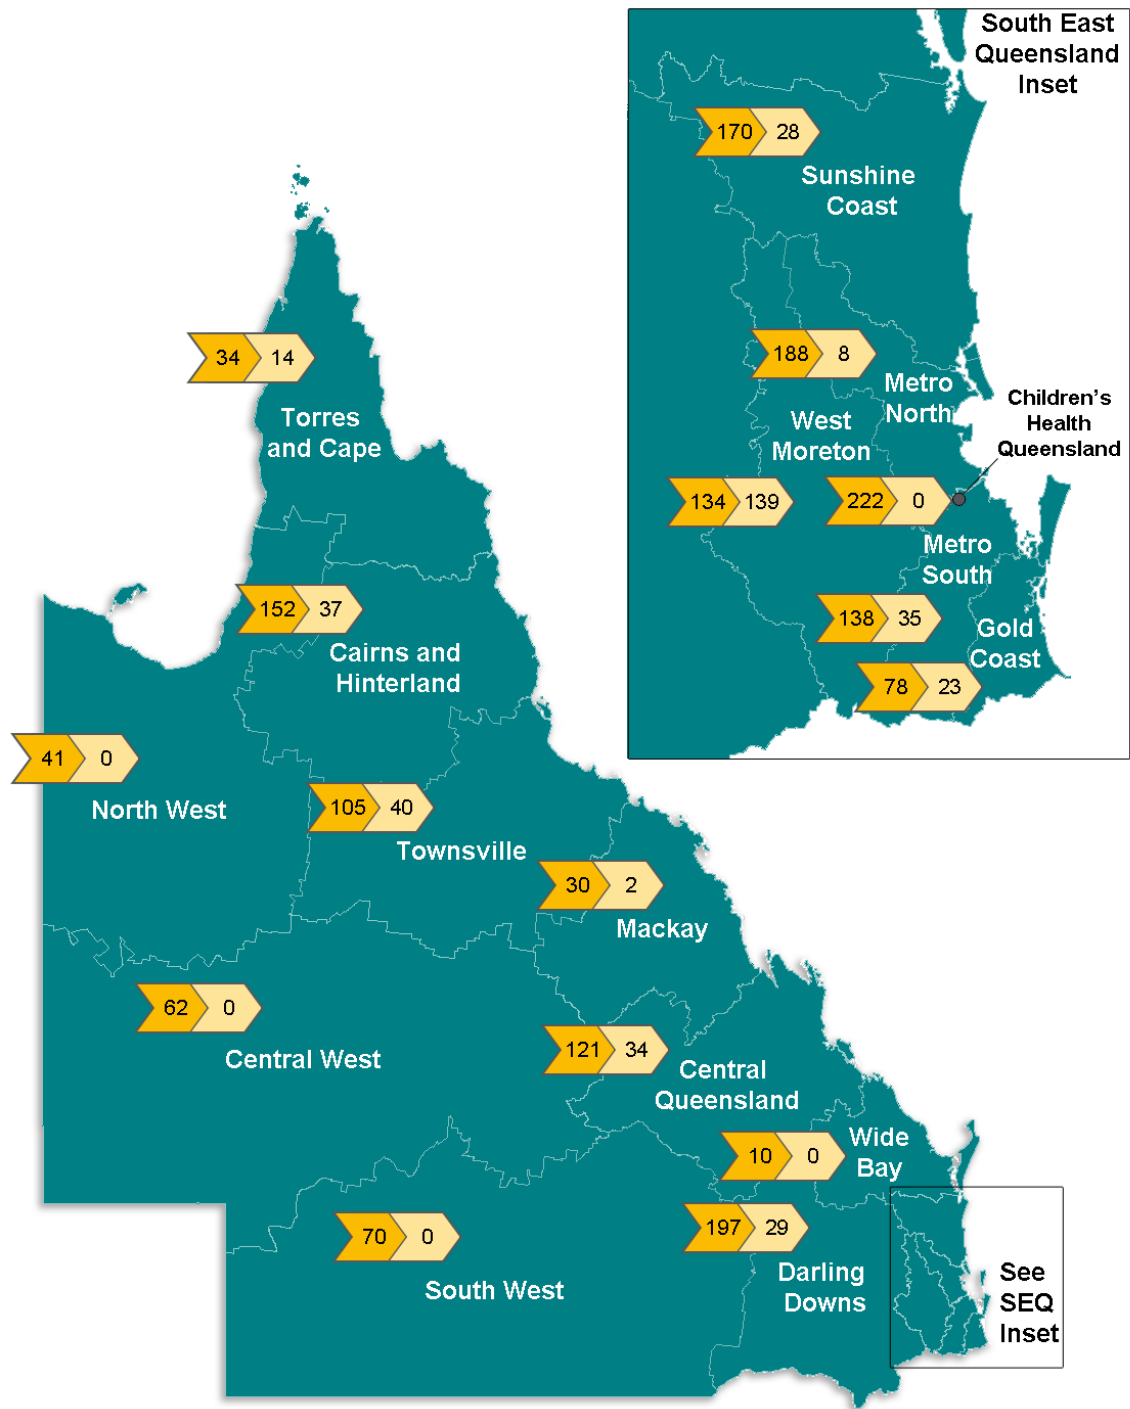 South East
Queensland
Inset
170 28
Sunshine
Coast
188 8
Metro
North
Children's
Health
Queensland
West
Moreton
134 139
222 0
Metro
South
138 35
Gold
Coast
78 23
34 14
Torres
and Cape
152 37
Cairns and
Hinterland
41 0
North West
105 40
Townsville
30 2
Mackay
62 0
Central West
121 34
Central
Queensland
10 0
Wide
Bay
70 0
South West
197 29
Darling
Downs
See
SEQ
Inset